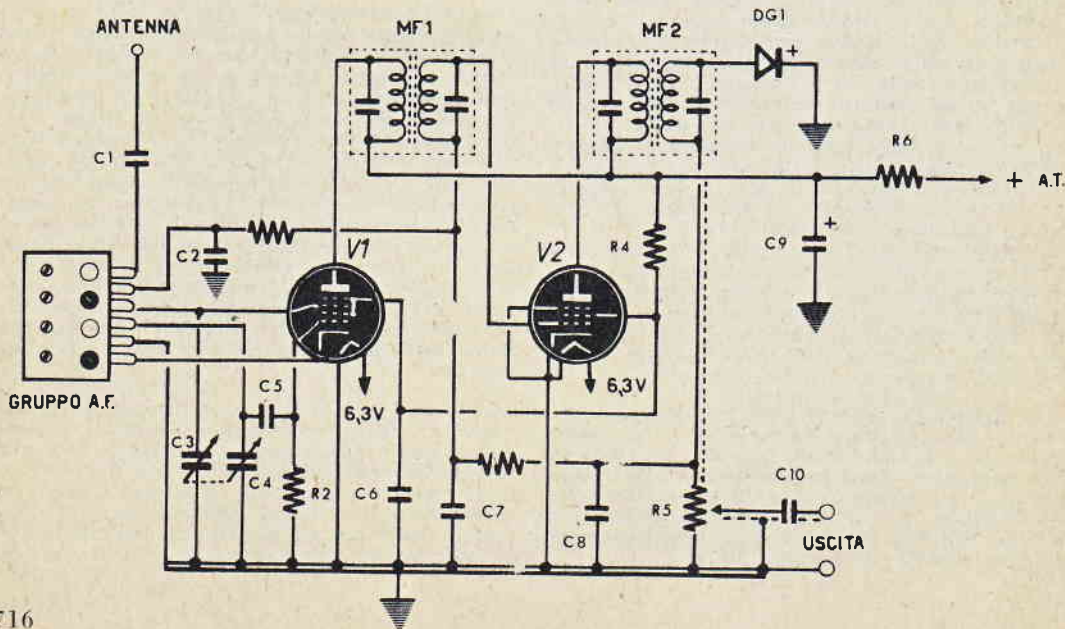 ANTENNA
MF1
MF2
DG1
+
C1
R6
+ A.T.
C2
V1
V2
R4
C9
+
GRUPPO A.F.
6,3V
6,3V
C5
C3
C4
R2
C6
C7
C8
R5
C10
USCITA
716